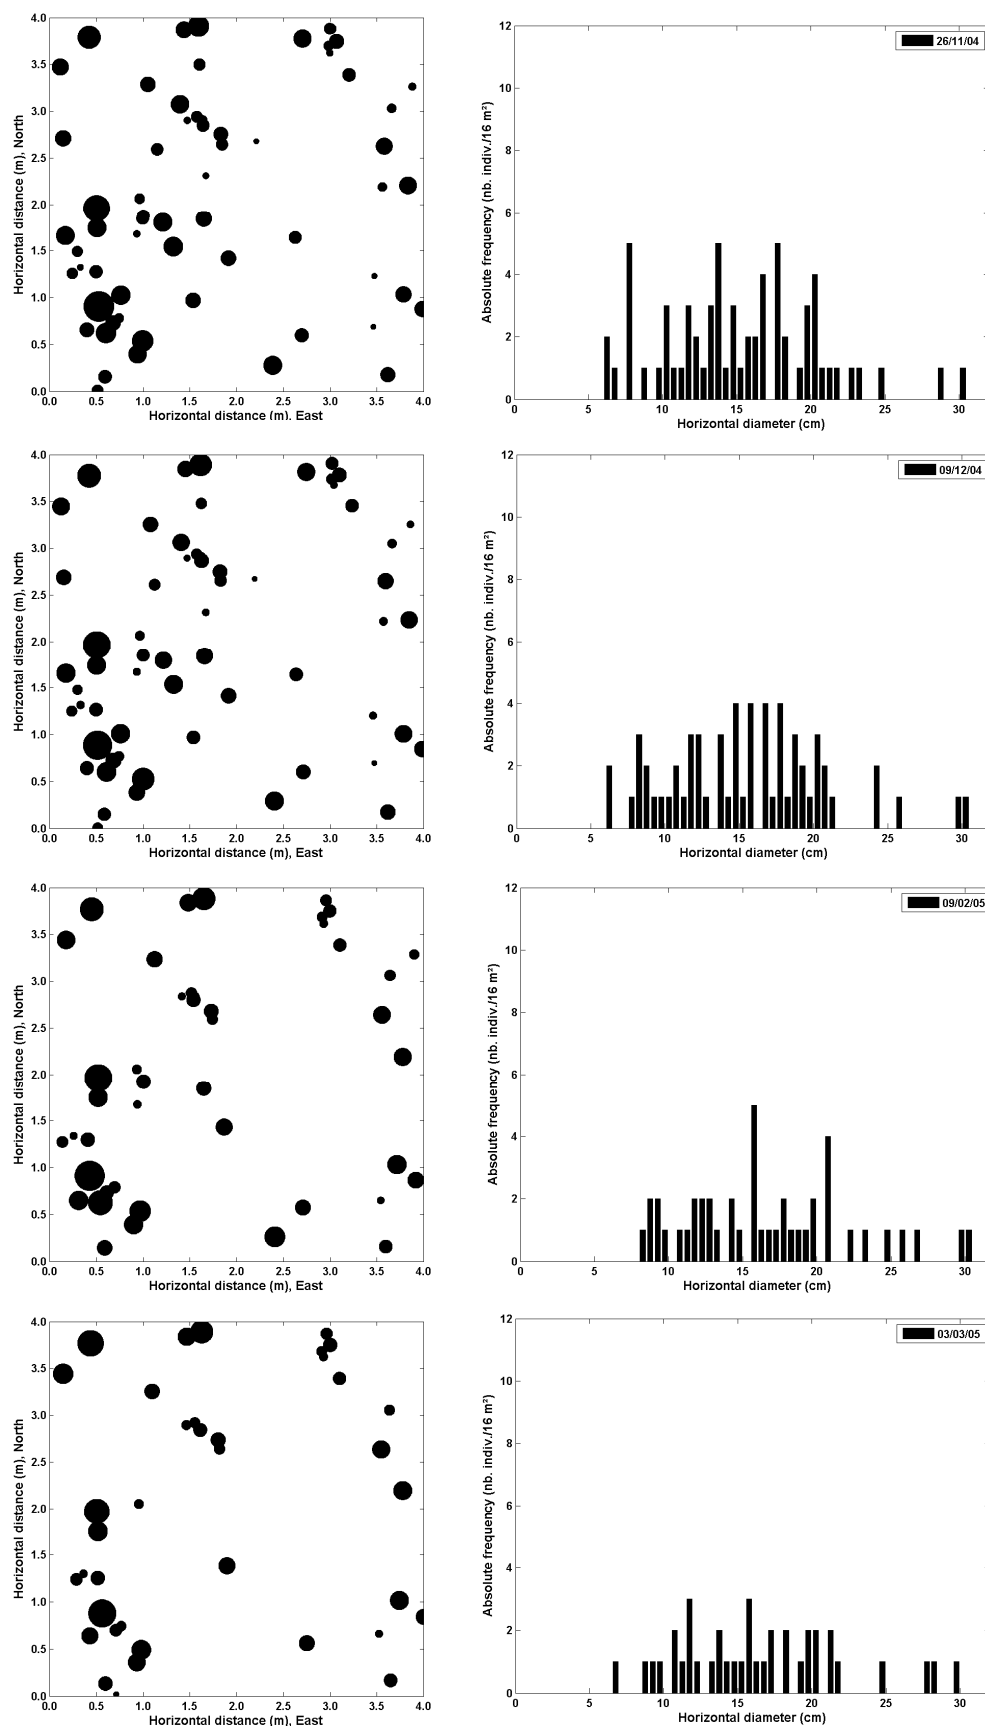 4.0
3.5
3.0
2.5
2.0
1.5
1.0
0.5
0.0
Horizontal distance (m), North
0.0 0.5 1.0 1.5 2.0 2.5 3.0 3.5 4.0
Horizontal distance (m). East
12
10
8
6
4
2
0
Absolute frequency (nb. indiv./16 m²)
26/11/04
0 5 10 15 20 25 30
Horizontal diameter (cm)
4.0
3.5
3.0
2.5
2.0
1.5
1.0
0.5
0.0
Horizontal distance (m), North
0.0 0.5 1.0 1.5 2.0 2.5 3.0 3.5 4.0
Horizontal distance (m), East
12
10
8
6
4
2
0
Absolute frequency (nb. indiv./16 m²)
09/12/04
0 5 10 15 20 25 30
Horizontal diameter (cm)
4.0
3.5
3.0
2.5
2.0
1.5
1.0
0.5
0.0
Horizontal distance (m), North
0.0 0.5 1.0 1.5 2.0 2.5 3.0 3.5 4.0
Horizontal distance (m), East
12
10
8
6
4
2
0
Absolute frequency (nb. indiv./16 m²)
09/02/05
0 5 10 15 20 25 30
Horizontal diameter (cm)
4.0
3.5
3.0
2.5
2.0
1.5
1.0
0.5
0.0
Horizontal distance (m), North
0.0 0.5 1.0 1.5 2.0 2.5 3.0 3.5 4.0
Horizontal distance (m), East
12
10
8
6
4
2
0
Absolute frequency (nb. indiv./16 m²)
03/03/05
0 5 10 15 20 25 30
Horizontal diameter (cm)